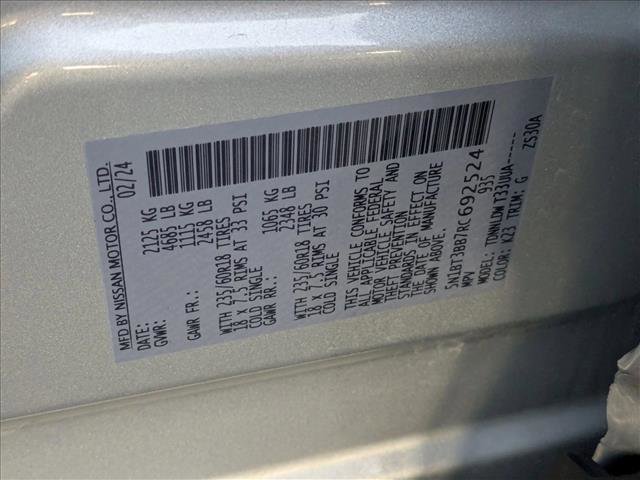 MFD BY NISSAN MOTOR CO., LTD.
DATE: 02/24
GVWR: 2125 KG
4685 LB
GAWR FR.: 1115 KG
2458 LB
WITH 235/60R18 TIRES
18 X 7.5 RIMS AT 33 PSI
COLD SINGLE
GAWR RR.: 1065 KG
2348 LB
WITH 235/60R18 TIRES
18 X 7.5 RIMS AT 30 PSI
COLD SINGLE
THIS VEHICLE CONFORMS TO
ALL APPLICABLE FEDERAL
MOTOR VEHICLE SAFETY AND
THEFT PREVENTION
STANDARDS IN EFFECT ON
THE DATE OF MANUFACTURE
SHOWN ABOVE.
5N1BT3BB7RC692524
MPV 935
MODEL: TDNNLDW T33UUA------
COLOR: K23 TRIM: G ZS30A